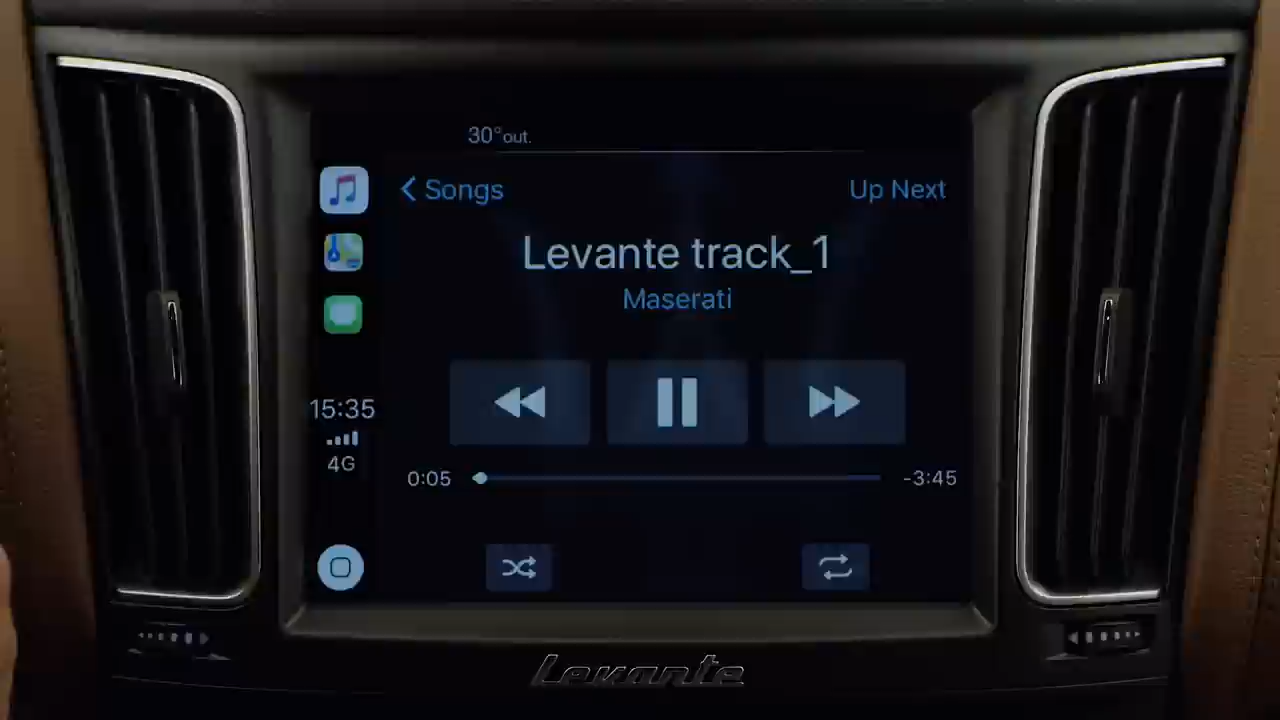 30°out.
Songs
Up Next
Levante track_1
Maserati
15:35
4G
0:05
-3:45
Levante